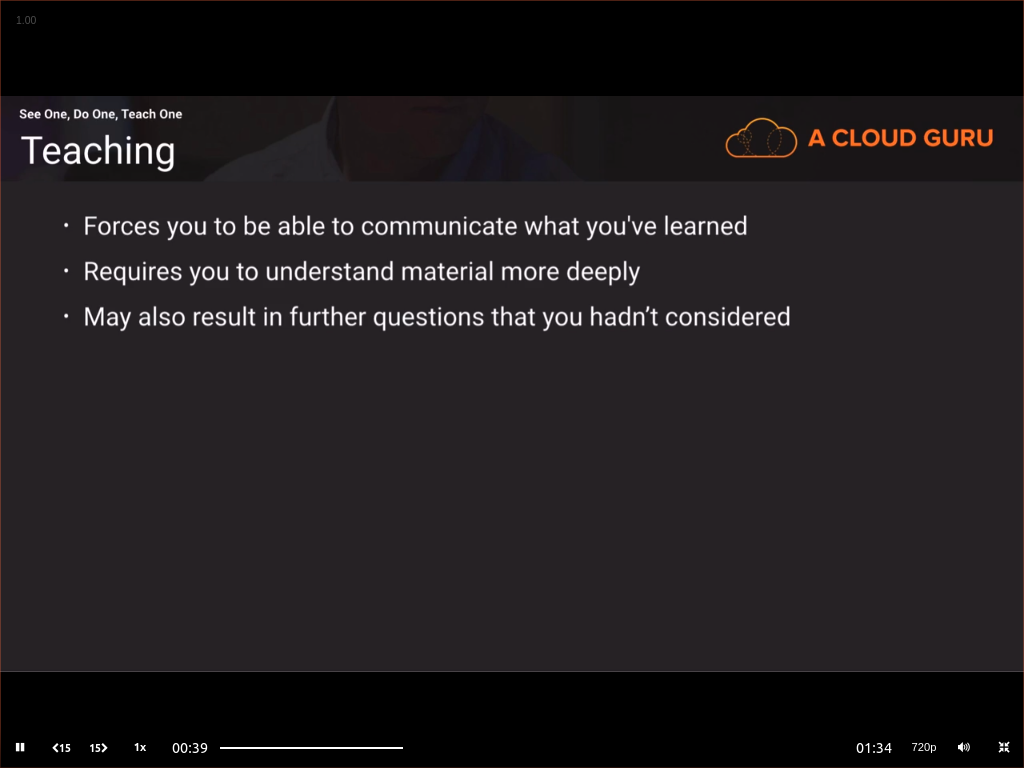 1.00
See One, Do One, Teach One
Teaching
A CLOUD GURU
• Forces you to be able to communicate what you've learned
• Requires you to understand material more deeply
• May also result in further questions that you hadn’t considered
15 15 1x 00:39 01:34 720p